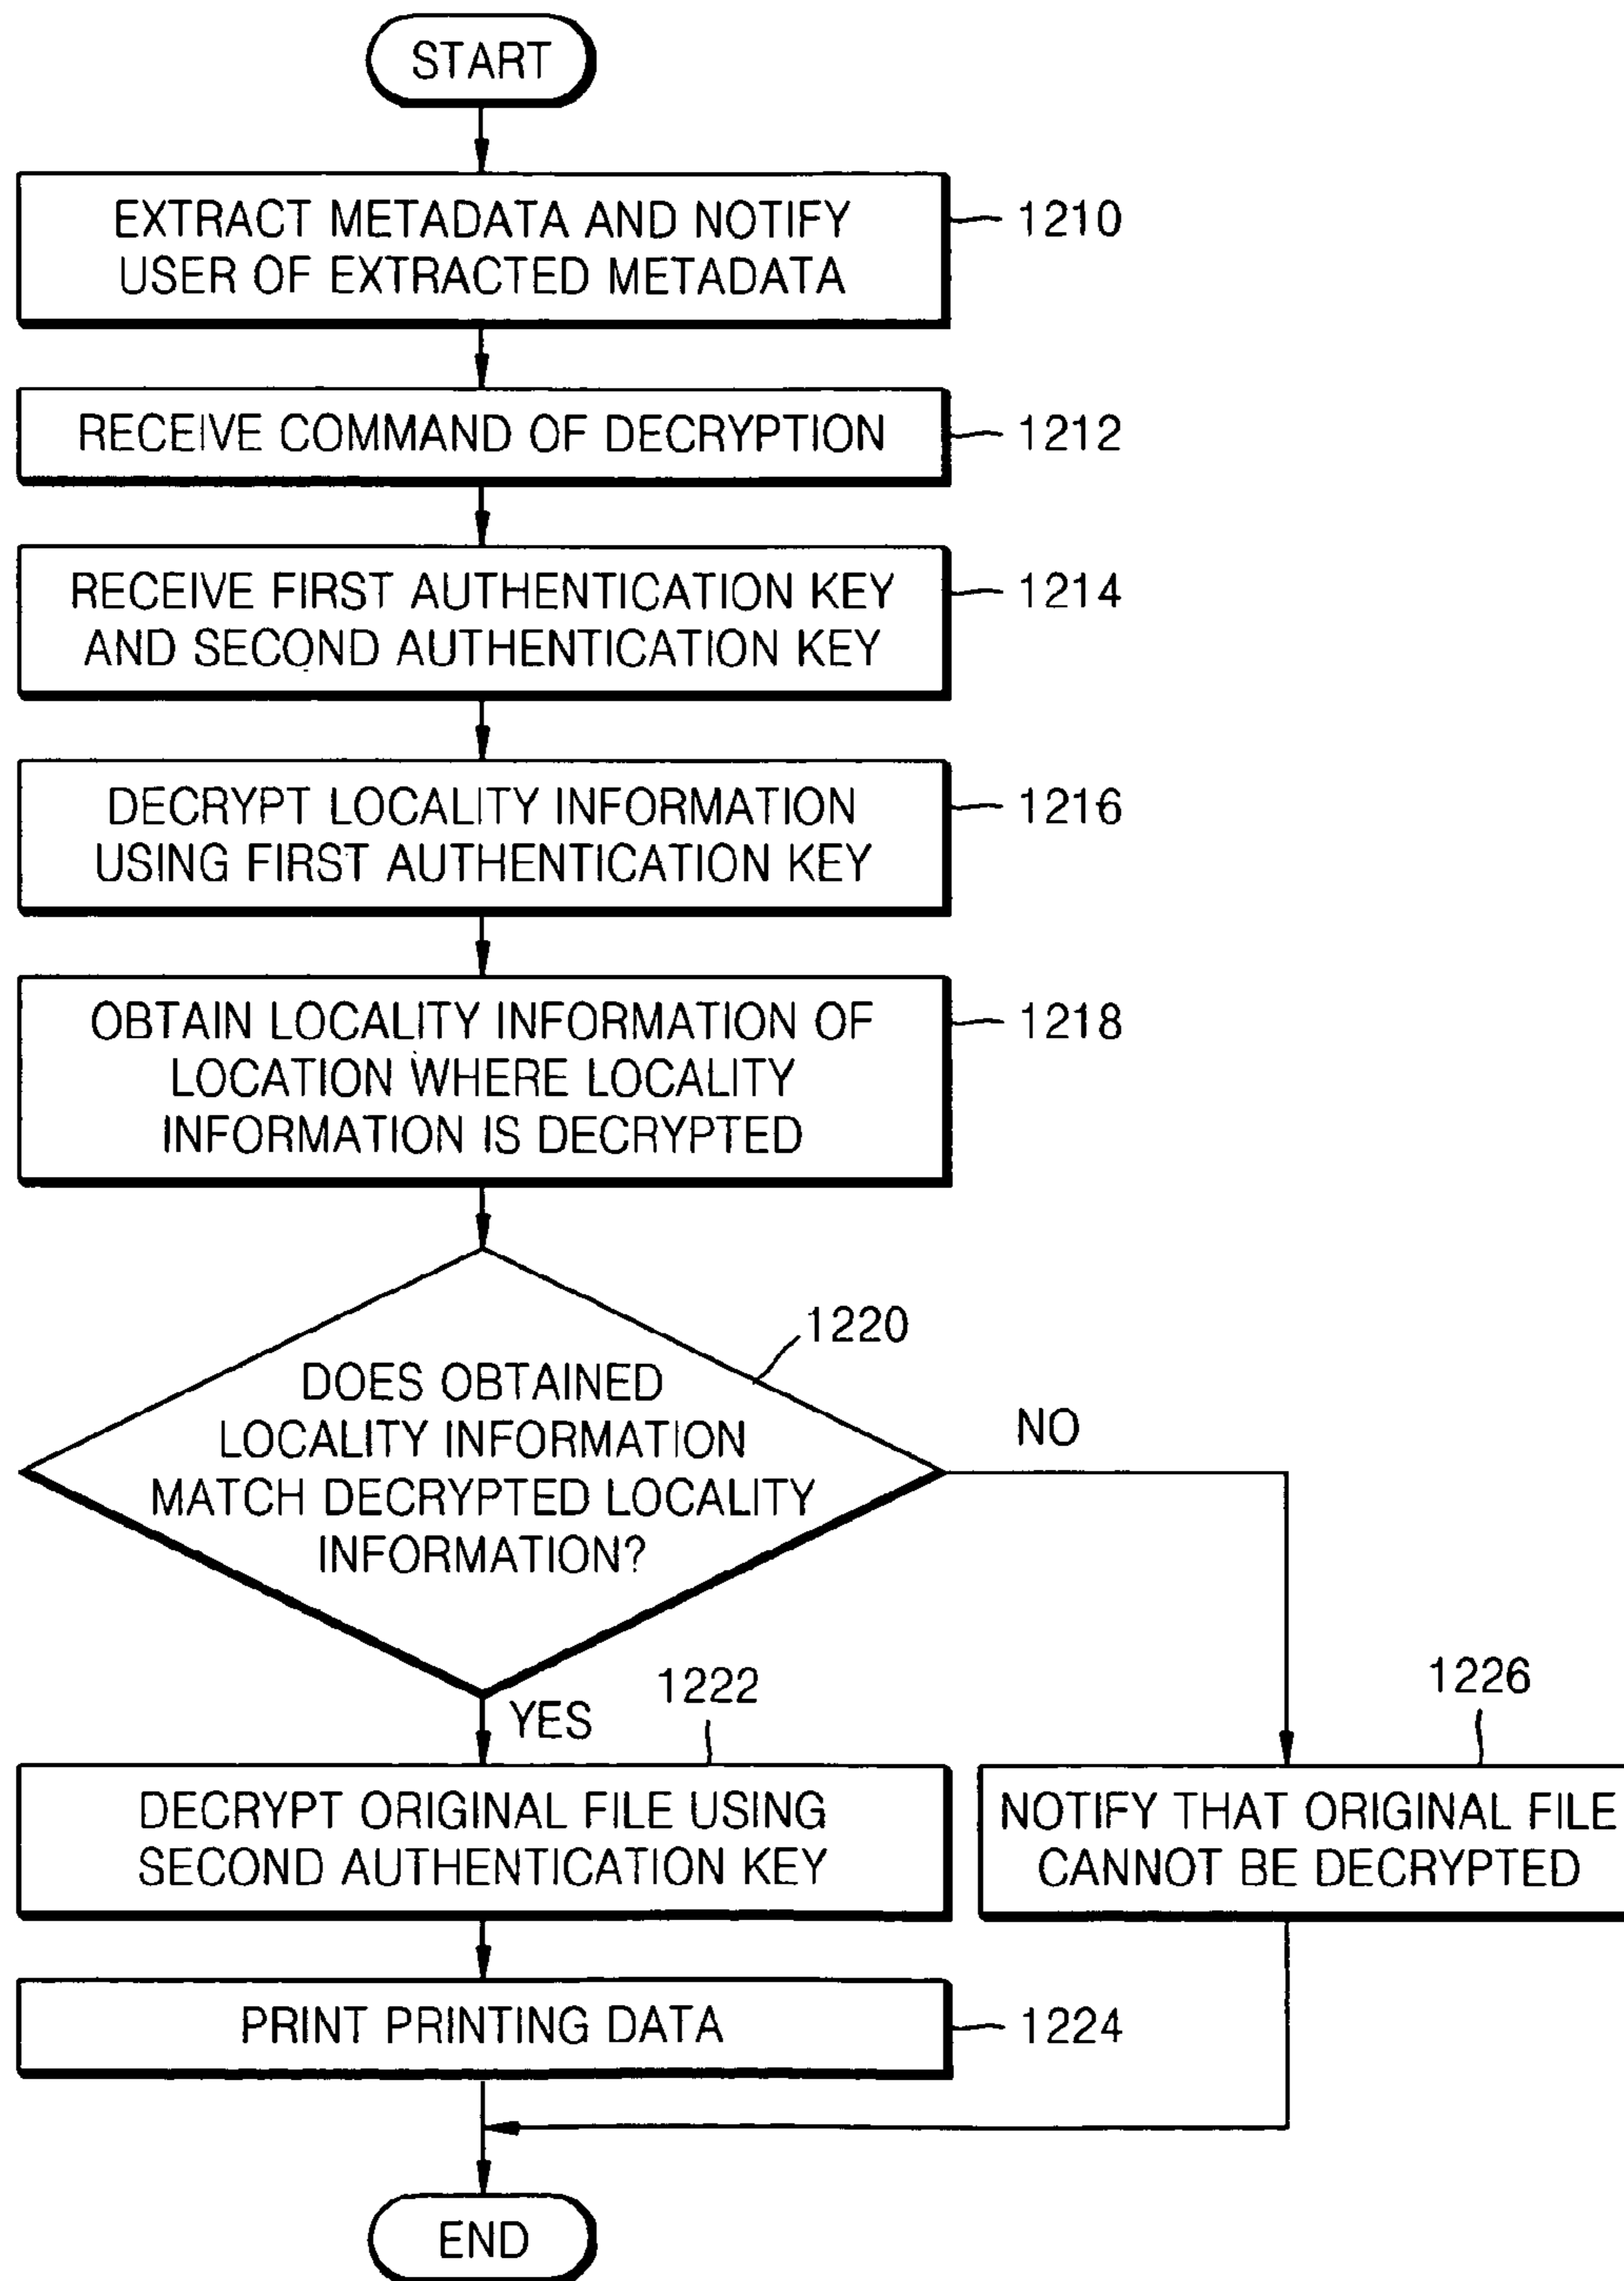 START
EXTRACT METADATA AND NOTIFY
USER OF EXTRACTED METADATA
1210
RECEIVE COMMAND OF DECRYPTION
1212
RECEIVE FIRST AUTHENTICATION KEY
AND SECOND AUTHENTICATION KEY
1214
DECRYPT LOCALITY INFORMATION
USING FIRST AUTHENTICATION KEY
1216
OBTAIN LOCALITY INFORMATION OF
LOCATION WHERE LOCALITY
INFORMATION IS DECRYPTED
1218
1220
DOES OBTAINED
LOCALITY INFORMATION
MATCH DECRYPTED LOCALITY
INFORMATION?
NO
YES
1222
1226
DECRYPT ORIGINAL FILE USING
SECOND AUTHENTICATION KEY
NOTIFY THAT ORIGINAL FILE
CANNOT BE DECRYPTED
PRINT PRINTING DATA
1224
END